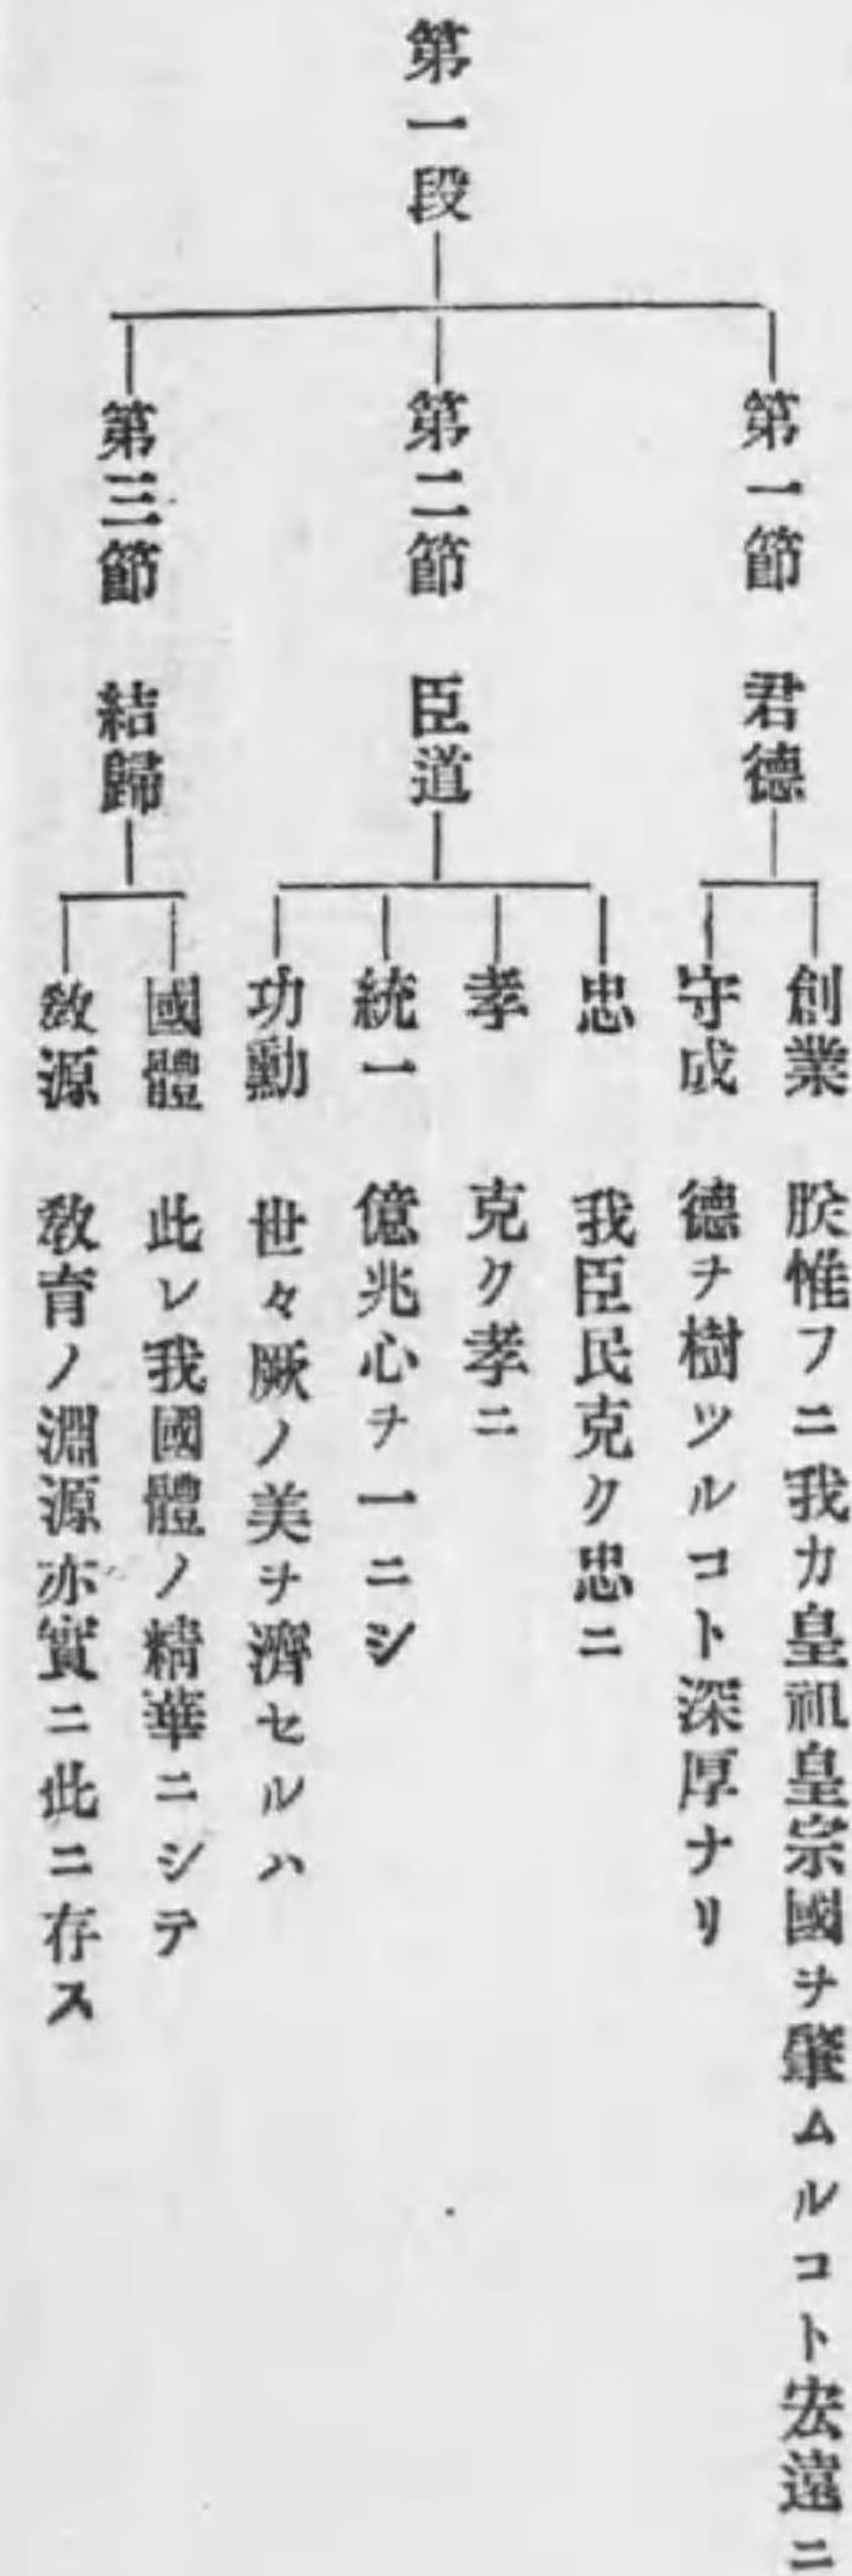 第一段
第一節　君德
創業　朕惟フニ我カ皇祖皇宗國ヲ肇ムルコト宏遠ニ
守成　德ヲ樹ツルコト深厚ナリ
第二節　臣道
忠　我臣民克ク忠ニ
孝　克ク孝ニ
統一　億兆心ヲ一ニシ
功勳　世々厥ノ美ヲ濟セルハ
第三節　結歸
國體　此レ我國體ノ精華ニシテ
敎源　敎育ノ淵源亦實ニ此ニ存ス